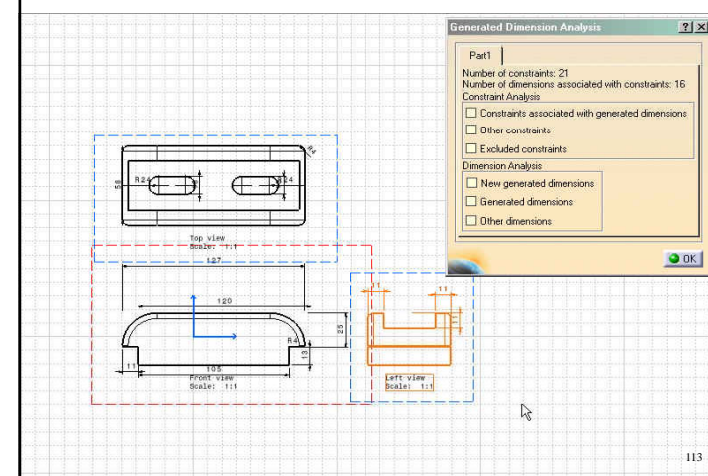 Generated Dimension Analysis
Part1
Number of constraints: 21
Number of dimensions associated with constraints: 16
Constraint Analysis
Constraints associated with generated dimensions
Other constraints
Excluded constraints
Dimension Analysis
New generated dimensions
Generated dimensions
Other dimensions
OK
R4
R24
R24
Top view
Scale: 1:1
127
120
25
R4
13
11
105
Front view
Scale: 1:1
11
11
11
Left view
Scale: 1:1
113